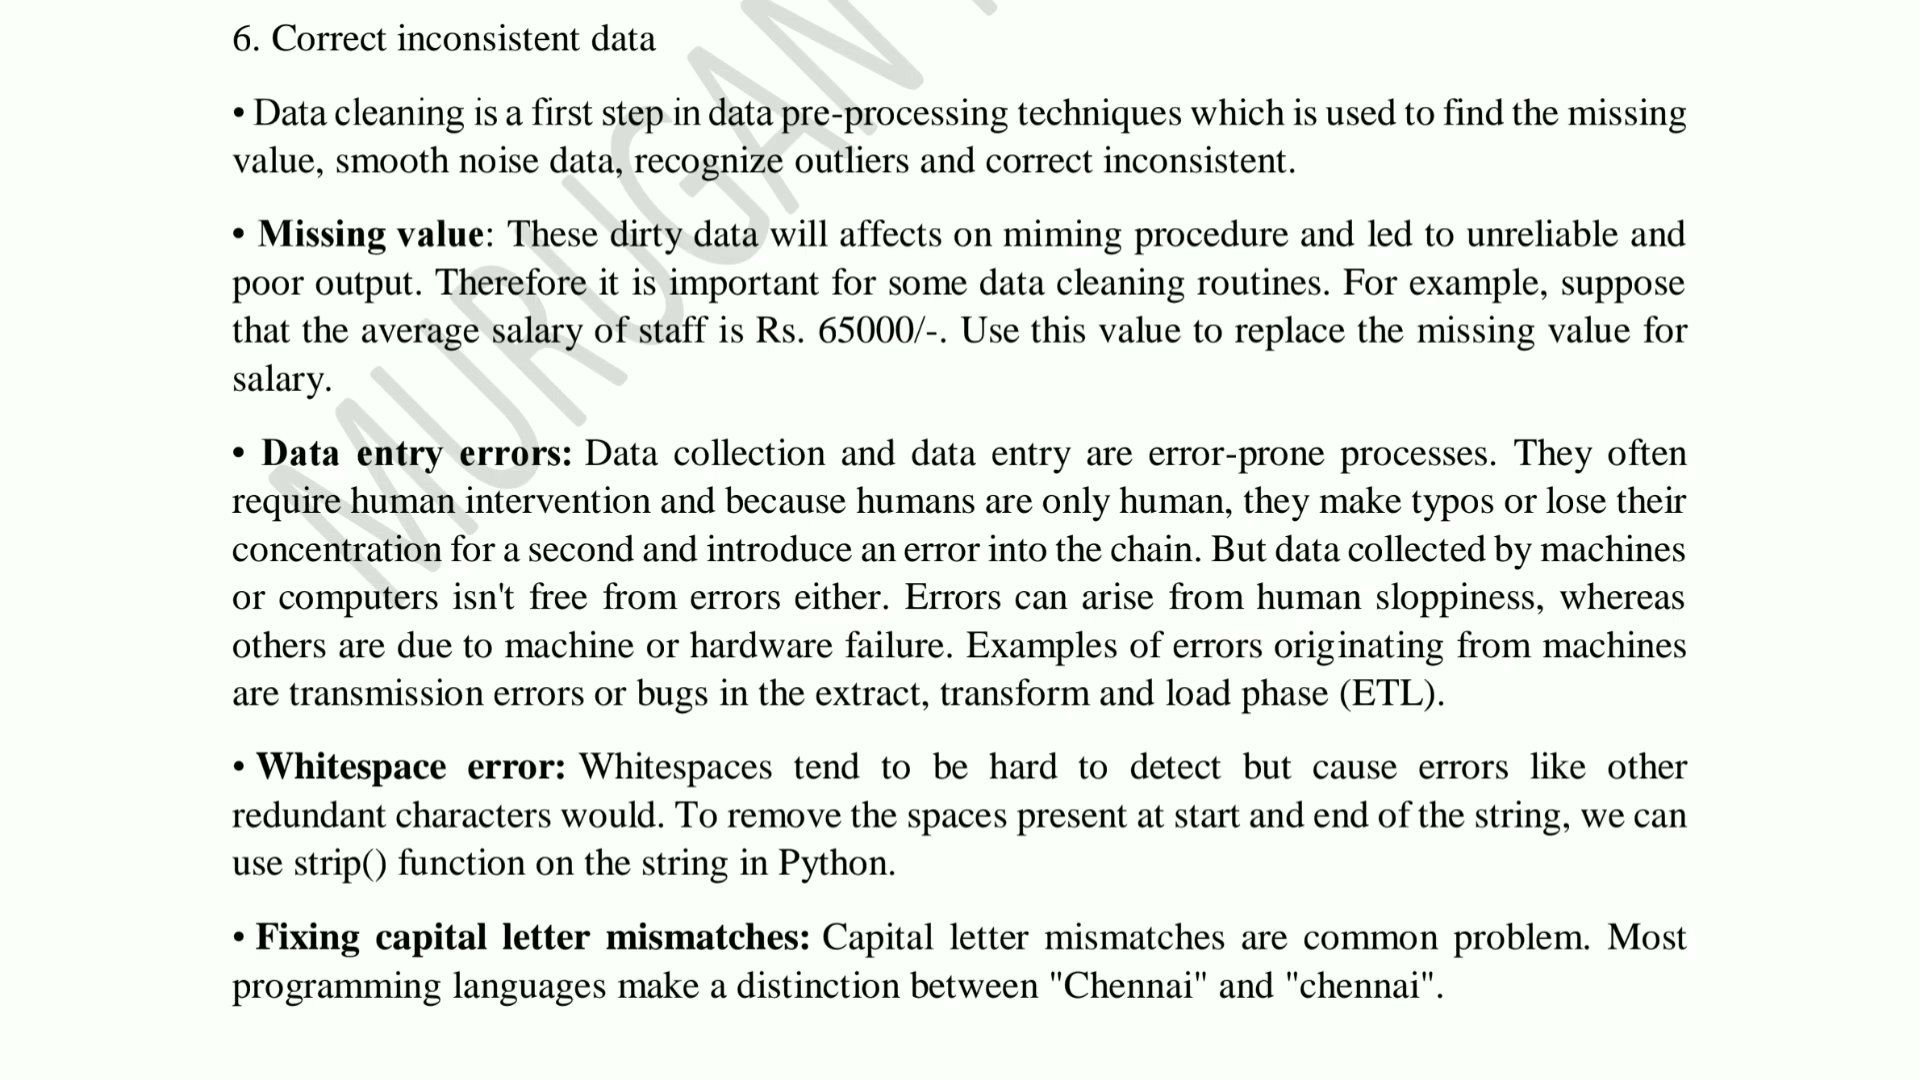 6. Correct inconsistent data
• Data cleaning is a first step in data pre-processing techniques which is used to find the missing
value, smooth noise data, recognize outliers and correct inconsistent.
• Missing value: These dirty data will affects on miming procedure and led to unreliable and
poor output. Therefore it is important for some data cleaning routines. For example, suppose
that the average salary of staff is Rs. 65000/-. Use this value to replace the missing value for
salary.
• Data entry errors: Data collection and data entry are error-prone processes. They often
require human intervention and because humans are only human, they make typos or lose their
concentration for a second and introduce an error into the chain. But data collected by machines
or computers isn't free from errors either. Errors can arise from human sloppiness, whereas
others are due to machine or hardware failure. Examples of errors originating from machines
are transmission errors or bugs in the extract, transform and load phase (ETL).
• Whitespace error: Whitespaces tend to be hard to detect but cause errors like other
redundant characters would. To remove the spaces present at start and end of the string, we can
use strip() function on the string in Python.
• Fixing capital letter mismatches: Capital letter mismatches are common problem. Most
programming languages make a distinction between "Chennai" and "chennai".
MURUGAN